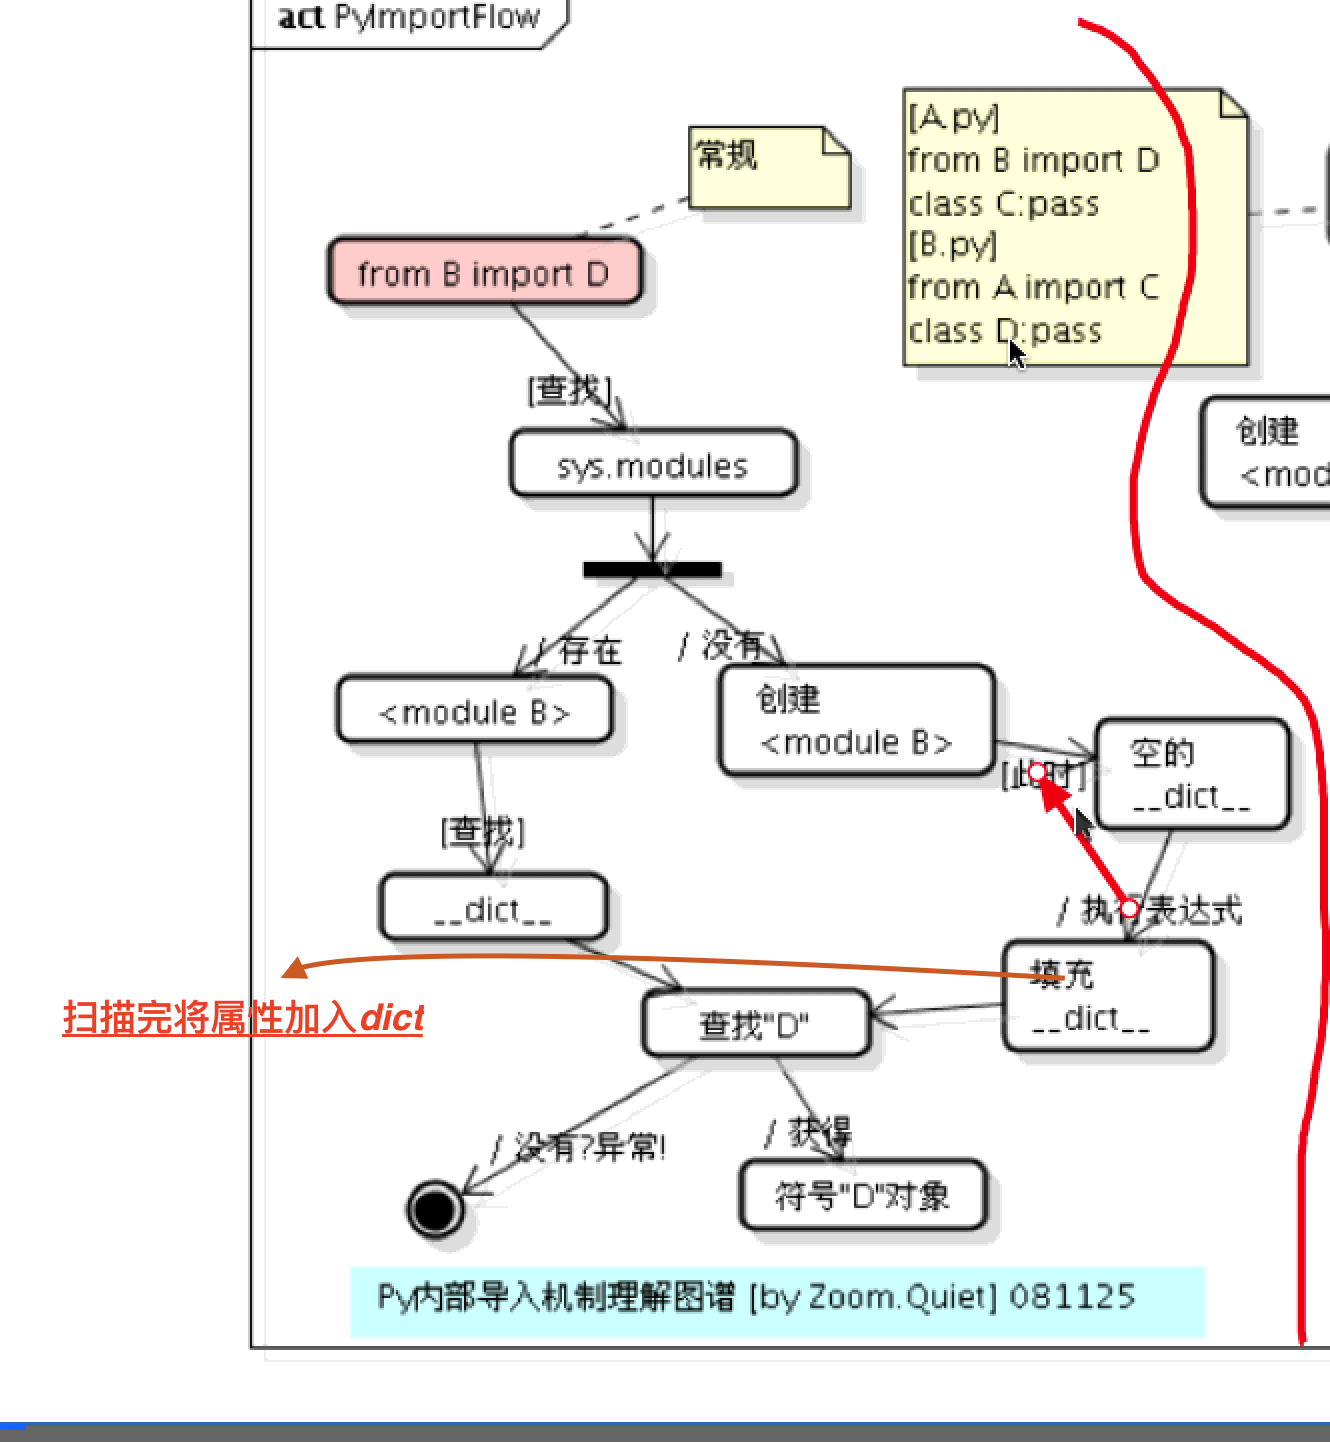 act PyImportFlow
常规
[A.py]
from B import D
class C:pass
[B.py]
from A import C
class D:pass
from B import D
[查找]
创建
<mod
sys.modules
/ 存在
/ 没有
<module B>
创建
<module B>
空的
__dict__
[此时]
[查找]
__dict__
/ 执行表达式
填充
__dict__
扫描完将属性加入dict
查找"D"
/ 没有?异常!
/ 获得
符号"D"对象
Py内部导入机制理解图谱 [by Zoom.Quiet] 081125